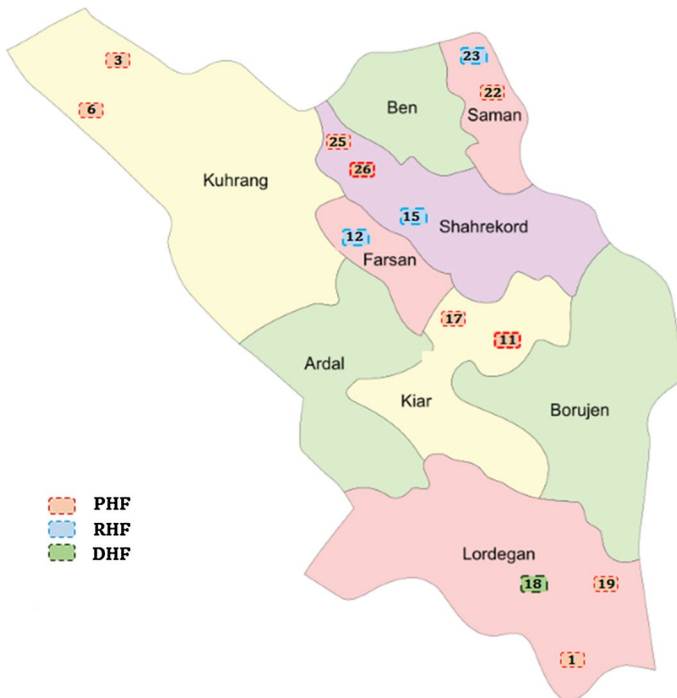 3
23
22
6
Ben
Saman
25
26
Kuhrang
15
Shahrekord
12
Farsan
17
11
Ardal
Kiar
Borujen
PHF
RHF
DHF
Lordegan
18
19
1